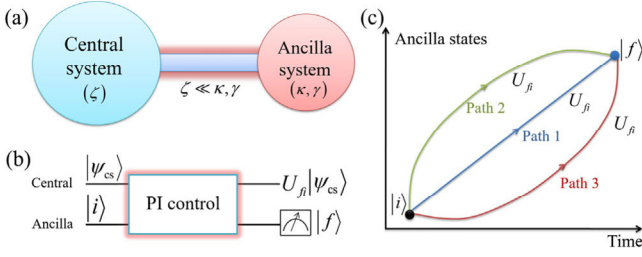 (a)
Central
system
(ζ)
ζ ≪ κ, γ
Ancilla
system
(κ, γ)
(b)
Central
|ψcs⟩
PI control
Ufi|ψcs⟩
Ancilla
|i⟩
|f⟩
(c)
Ancilla states
|f⟩
Ufi
Path 2
Ufi
Ufi
Path 1
Path 3
|i⟩
Time